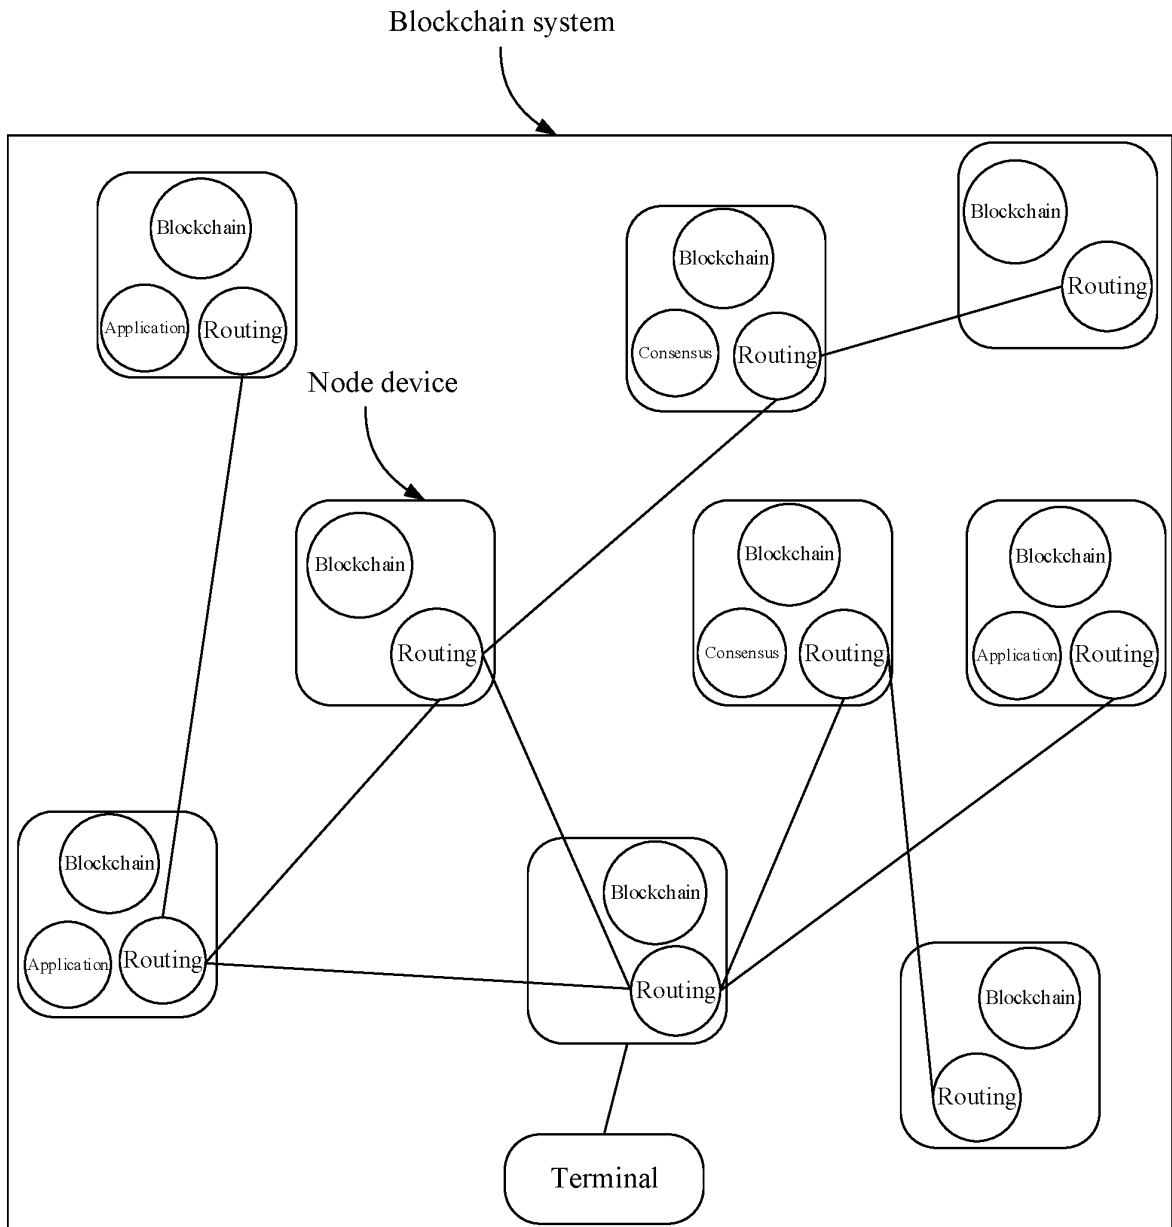 Blockchain system
Blockchain
Application
Routing
Blockchain
Consensus
Routing
Blockchain
Routing
Node device
Blockchain
Routing
Blockchain
Consensus
Routing
Blockchain
Application
Routing
Blockchain
Application
Routing
Blockchain
Routing
Blockchain
Routing
Terminal